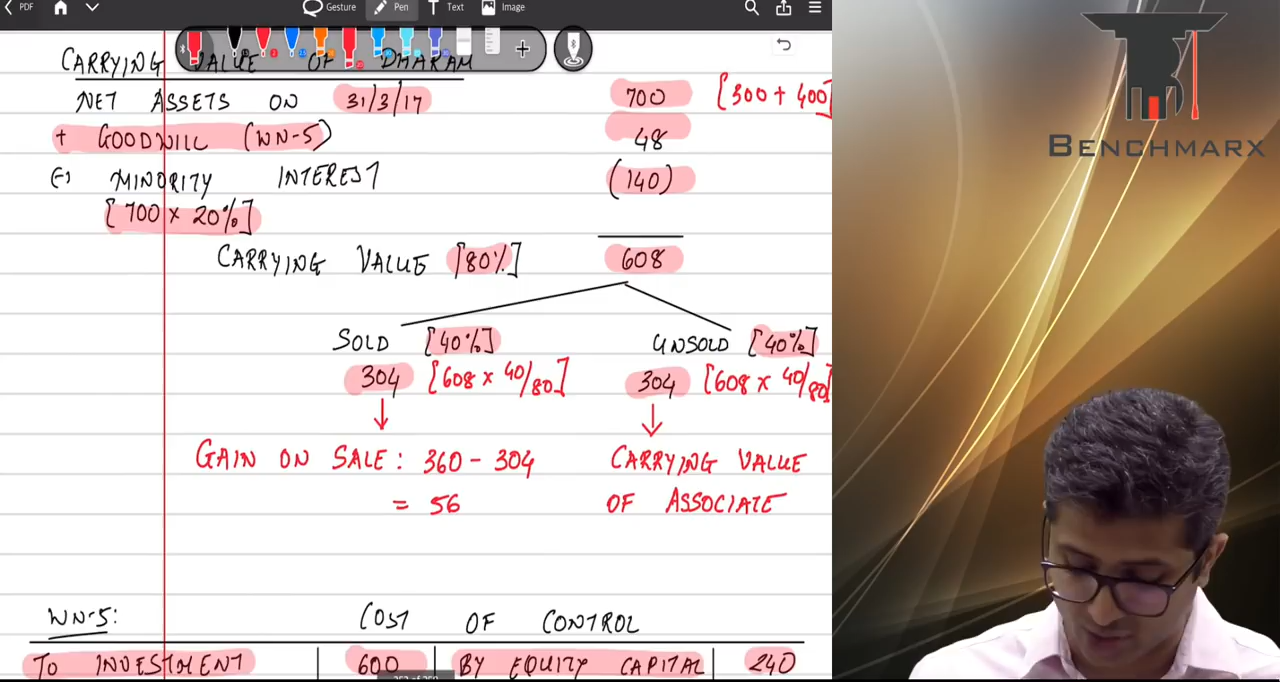 PDF
Gesture
Pen
Text
Image
CARRYING VALUE OF DHARAM
NET ASSETS ON 31/3/17 700 [300 + 400]
+ GOODWILL (WN-5) 48
(-) MINORITY INTEREST (140)
[700 x 20%]
CARRYING VALUE [80%] 608
SOLD [40%] UNSOLD [40%]
304 [608 x 40/80] 304 [608 x 40/80]
GAIN ON SALE: 360 - 304 CARRYING VALUE
= 56 OF ASSOCIATE
WN-5: COST OF CONTROL
TO INVESTMENT 600 BY EQUITY CAPITAL 240
BENCHMARX